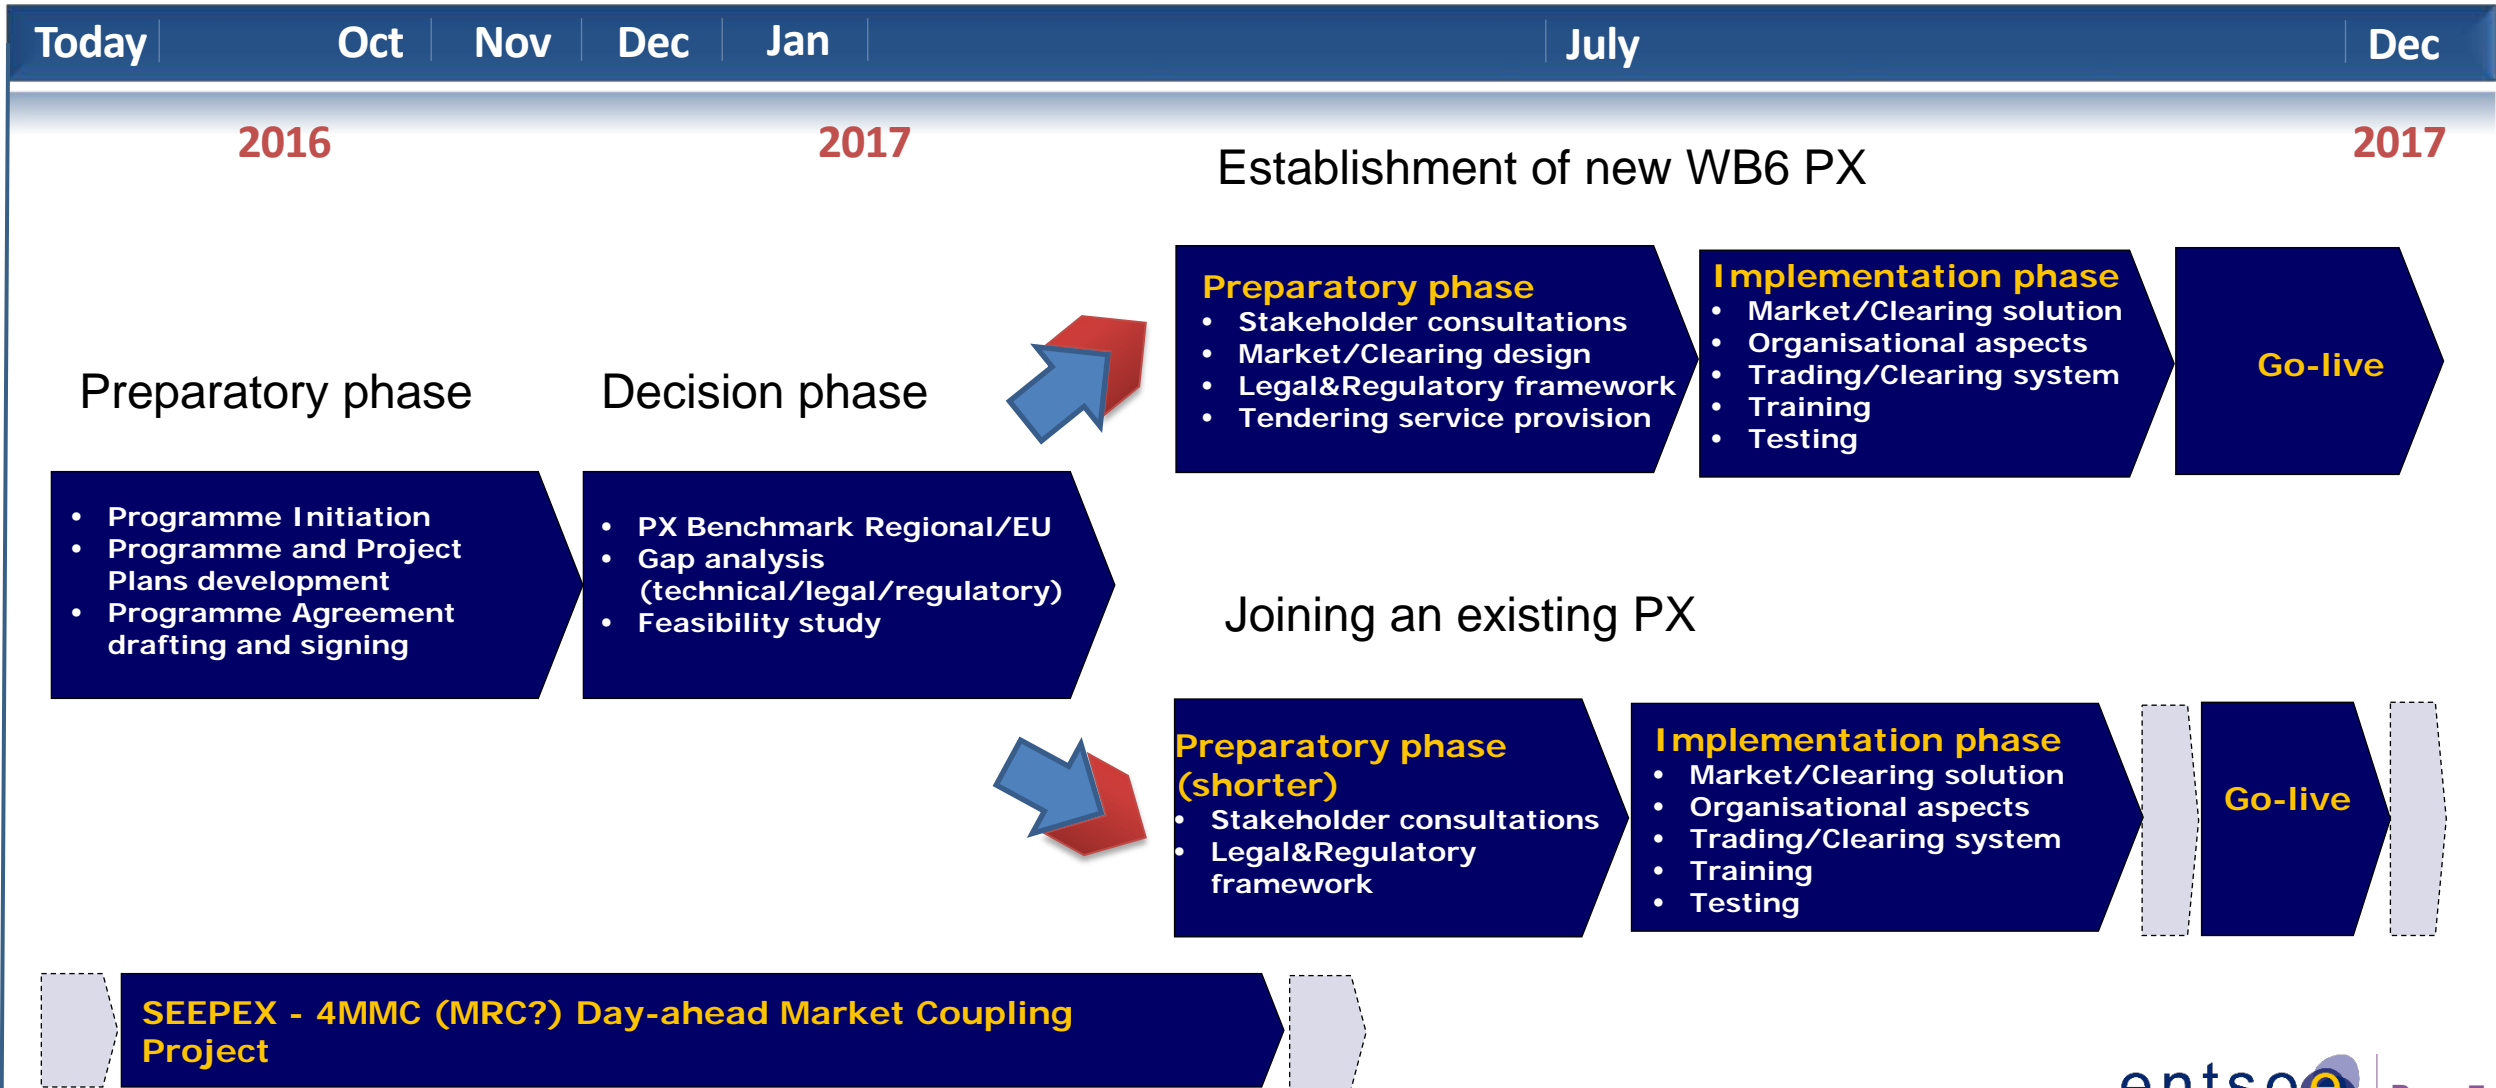 Today Oct Nov Dec Jan July Dec
2016 2017 2017
Establishment of new WB6 PX
Preparatory phase
• Stakeholder consultations
• Market/Clearing design
• Legal&Regulatory framework
• Tendering service provision
Implementation phase
• Market/Clearing solution
• Organisational aspects
• Trading/Clearing system
• Training
• Testing
Go-live
Preparatory phase
Decision phase
• Programme Initiation
• Programme and Project
Plans development
• Programme Agreement
drafting and signing
• PX Benchmark Regional/EU
• Gap analysis
(technical/legal/regulatory)
• Feasibility study
Joining an existing PX
Preparatory phase
(shorter)
• Stakeholder consultations
• Legal&Regulatory
framework
Implementation phase
• Market/Clearing solution
• Organisational aspects
• Trading/Clearing system
• Training
• Testing
Go-live
SEEPEX - 4MMC (MRC?) Day-ahead Market Coupling
Project
entsoe